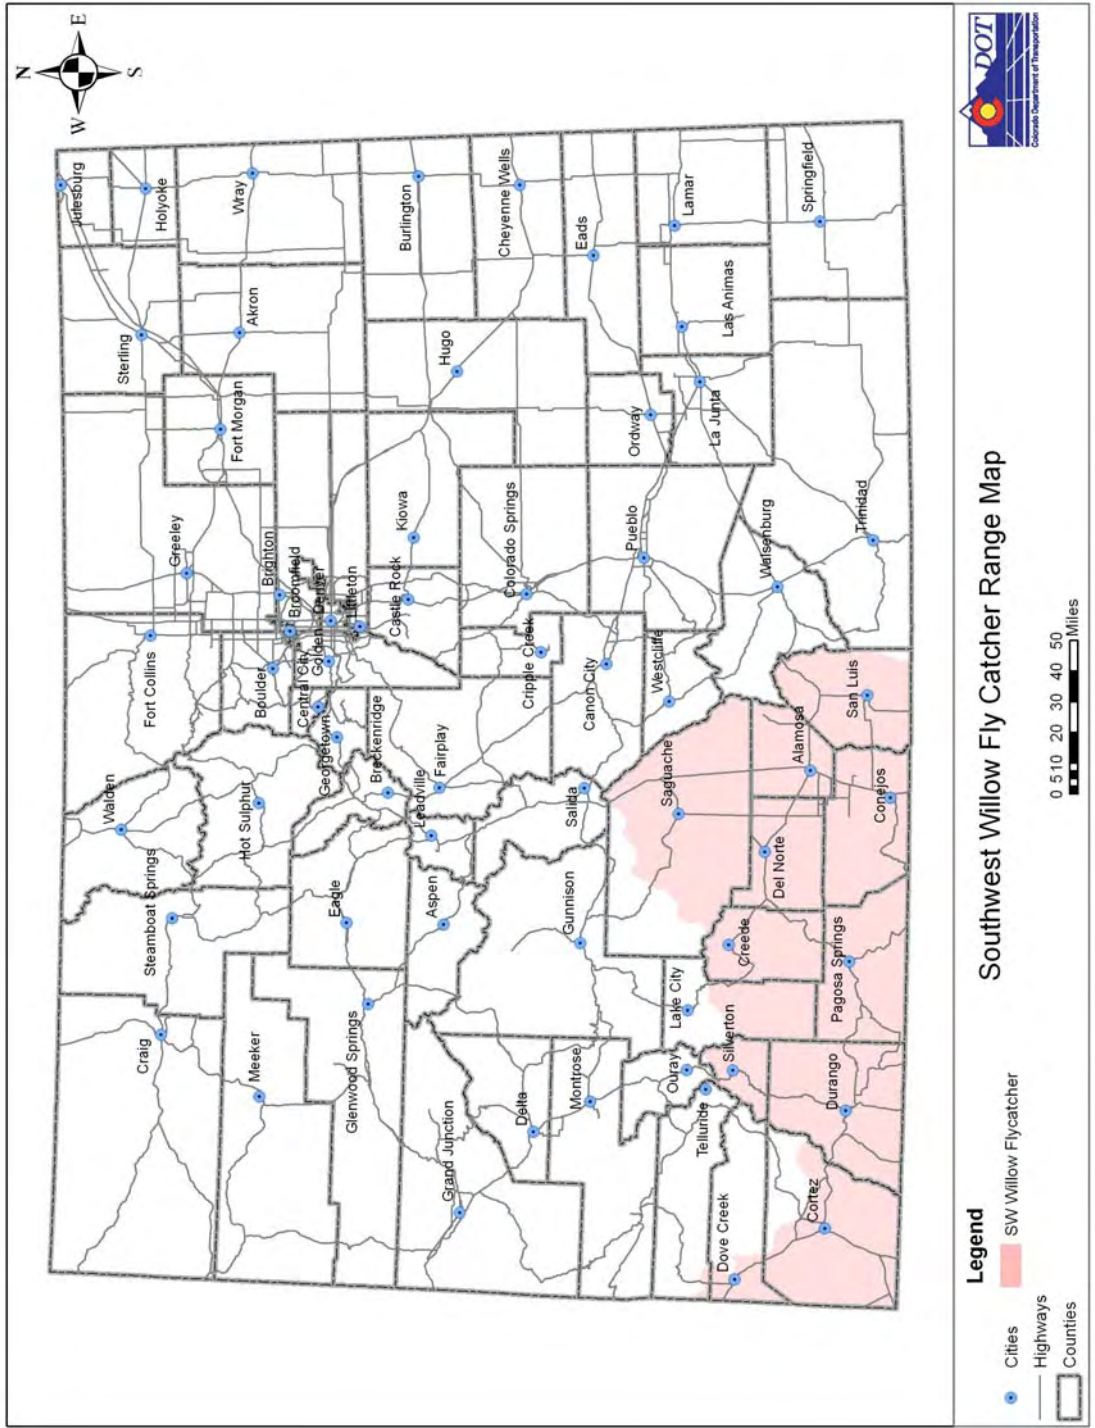 N
W
E
S
Julesburg
Holyoke
Sterling
Walden
Craig
Steamboat Springs
Fort Collins
Greeley
Fort Morgan
Akron
Wray
Meeker
Hot Sulphur
Boulder
Brighton
Broomfield
Central City
Golden
Denver
Georgetown
Littleton
Eagle
Glenwood Springs
Breckenridge
Castle Rock
Kiowa
Burlington
Leadville
Fairplay
Aspen
Hugo
Grand Junction
Cripple Creek
Colorado Springs
Cheyenne Wells
Delta
Montrose
Gunnison
Salida
Canon City
Eads
Pueblo
Ordway
Westcliffe
Saguache
Lamar
Las Animas
La Junta
Lake City
Ouray
Telluride
Silverton
Creede
Dove Creek
Del Norte
Alamosa
Walsenburg
Springfield
Cortez
Durango
Pagosa Springs
San Luis
Conejos
Trinidad
Legend
Cities
SW Willow Flycatcher
Highways
Counties
Southwest Willow Fly Catcher Range Map
0 5 10 20 30 40 50
Miles
DOT
Colorado Department of Transportation